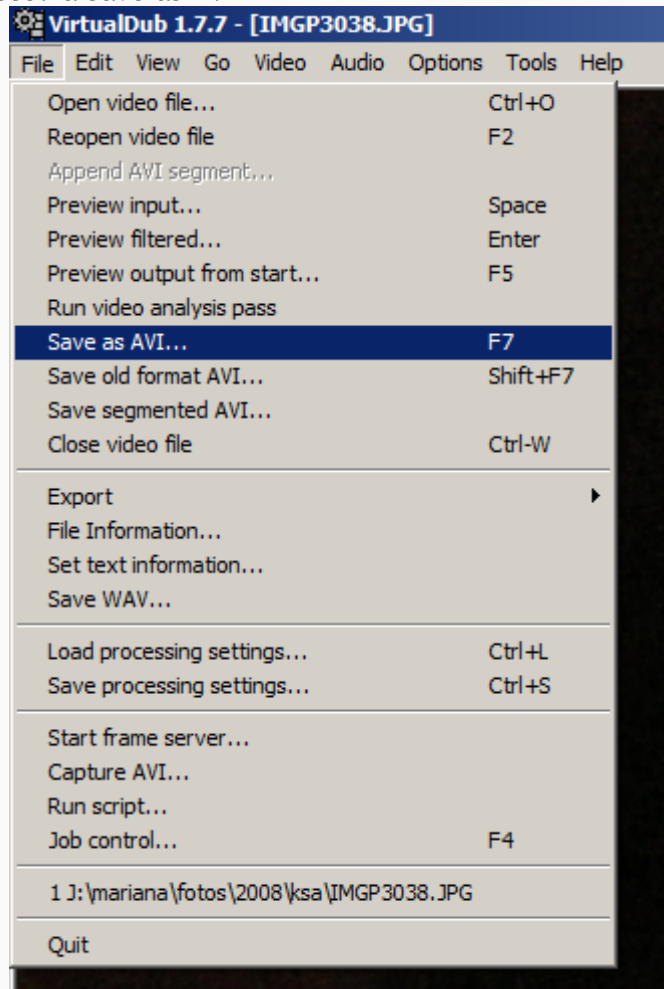 VirtualDub 1.7.7 - [IMGP3038.JPG]
File Edit View Go Video Audio Options Tools Help
Open video file... Ctrl+O
Reopen video file F2
Append AVI segment...
Preview input... Space
Preview filtered... Enter
Preview output from start... F5
Run video analysis pass
Save as AVI... F7
Save old format AVI... Shift+F7
Save segmented AVI...
Close video file Ctrl-W
Export
File Information...
Set text information...
Save WAV...
Load processing settings... Ctrl+L
Save processing settings... Ctrl+S
Start frame server...
Capture AVI...
Run script...
Job control... F4
1 J:\mariana\fotos\2008\ksa\IMGP3038.JPG
Quit